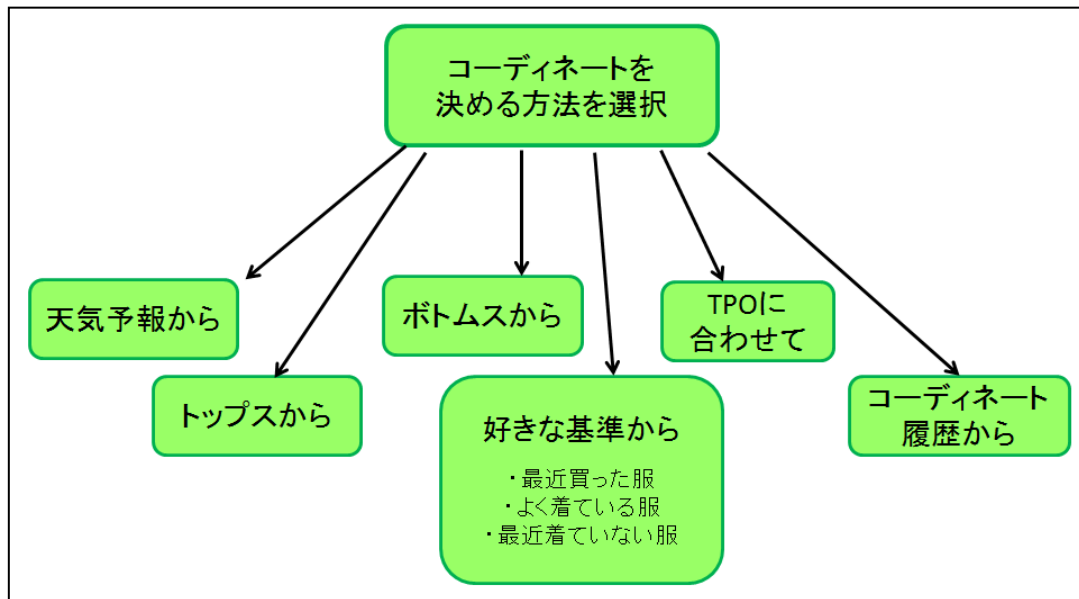 コーディネートを
決める方法を選択
天気予報から
トップスから
ボトムスから
好きな基準から
・最近買った服
・よく着ている服
・最近着ていない服
TPOに
合わせて
コーディネート
履歴から